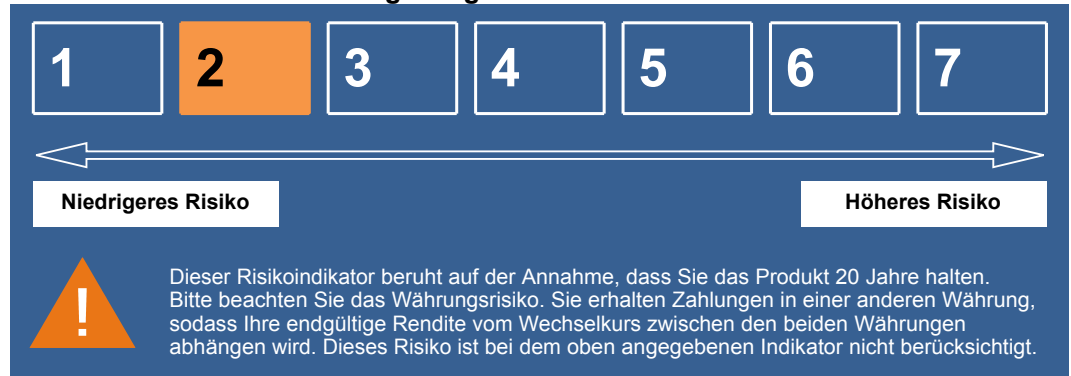 1 2 3 4 5 6 7
Niedrigeres Risiko Höheres Risiko
!
Dieser Risikoindikator beruht auf der Annahme, dass Sie das Produkt 20 Jahre halten.
Bitte beachten Sie das Währungsrisiko. Sie erhalten Zahlungen in einer anderen Währung,
sodass Ihre endgültige Rendite vom Wechselkurs zwischen den beiden Währungen
abhängen wird. Dieses Risiko ist bei dem oben angegebenen Indikator nicht berücksichtigt.